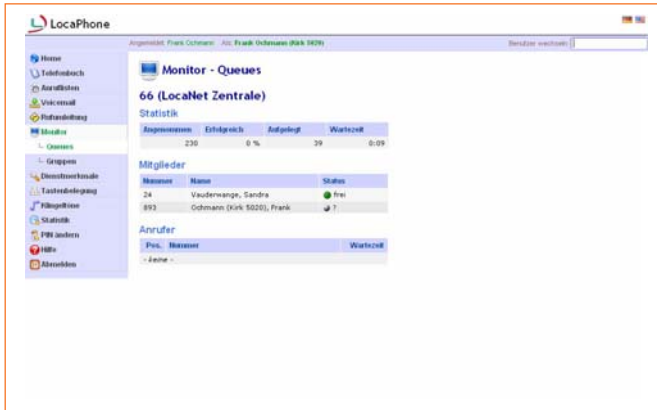 LocaPhone
Angemeldet: Frank Ochmann Als: Frank Ochmann (Kirk 5020)
Benutzer wechseln:
Home
Telefonbuch
Anruflisten
Voicemail
Rufumleitung
Monitor
Queues
Gruppen
Dienstmerkmale
Tastenbelegung
Klingeltöne
Statistik
PIN ändern
Hilfe
Abmelden
Monitor - Queues
66 (LocaNet Zentrale)
Statistik
Angenommen Erfolgreich Aufgelegt Wartezeit
230 0 % 39 0:09
Mitglieder
Nummer Name Status
24 Vauderwange, Sandra frei
893 Ochmann (Kirk 5020), Frank ?
Anrufer
Pos. Nummer Wartezeit
- keine -